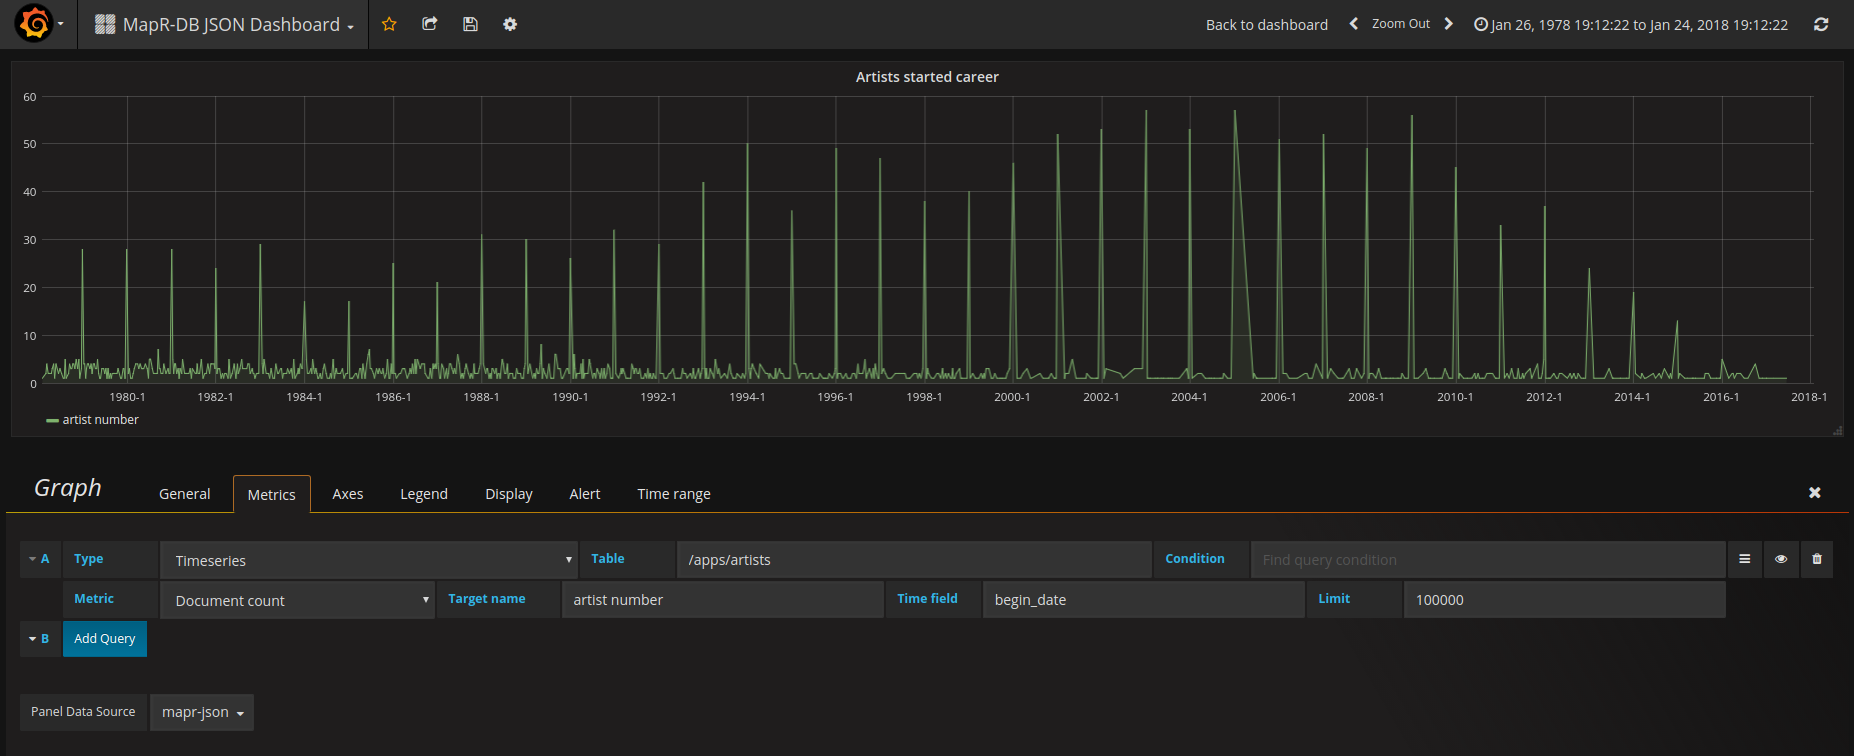 MapR-DB JSON Dashboard
Back to dashboard Zoom Out Jan 26, 1978 19:12:22 to Jan 24, 2018 19:12:22
Artists started career
60
50
40
30
20
10
0
1980-1 1982-1 1984-1 1986-1 1988-1 1990-1 1992-1 1994-1 1996-1 1998-1 2000-1 2002-1 2004-1 2006-1 2008-1 2010-1 2012-1 2014-1 2016-1 2018-1
artist number
Graph General Metrics Axes Legend Display Alert Time range
A Type Timeseries Table /apps/artists Condition Find query condition
Metric Document count Target name artist number Time field begin_date Limit 100000
B Add Query
Panel Data Source mapr-json